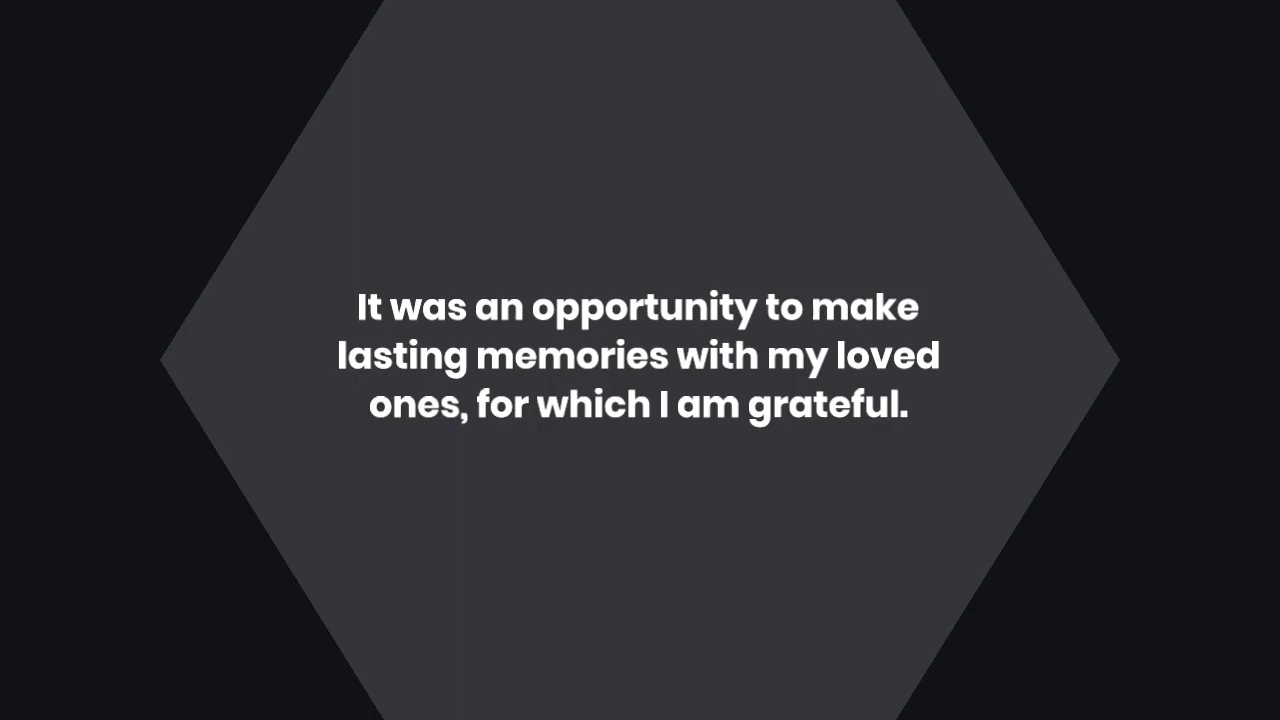 It was an opportunity to make
lasting memories with my loved
ones, for which I am grateful.